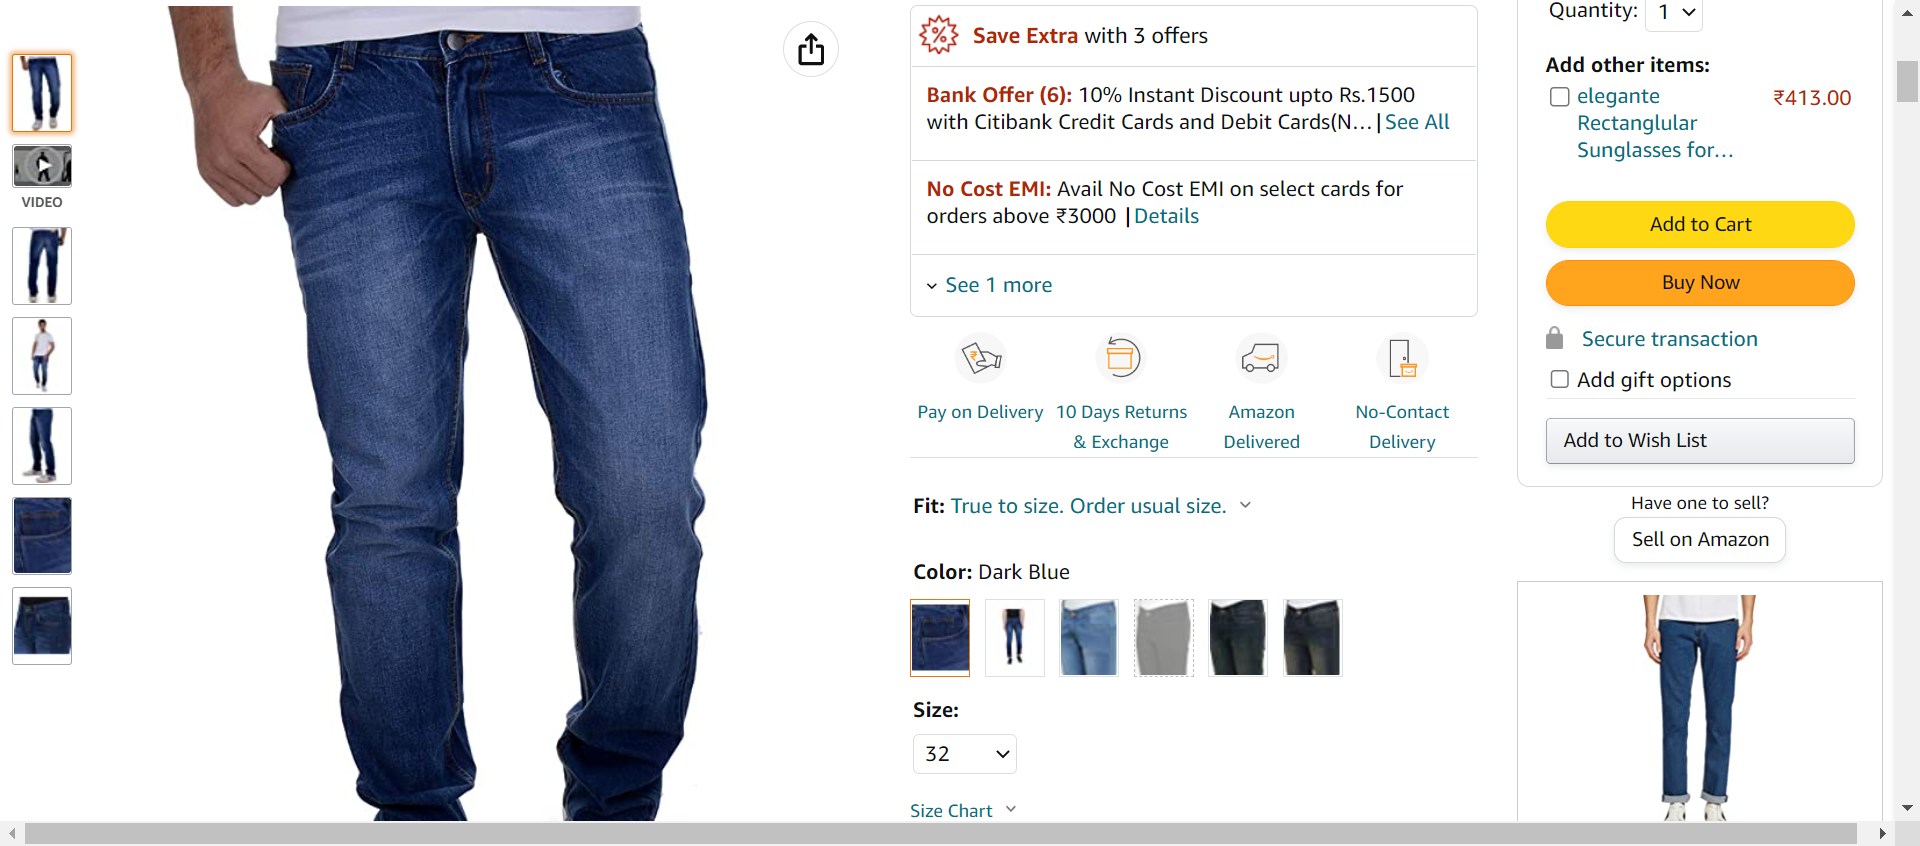 VIDEO
Save Extra with 3 offers
Bank Offer (6): 10% Instant Discount upto Rs.1500
with Citibank Credit Cards and Debit Cards(N... | See All
No Cost EMI: Avail No Cost EMI on select cards for
orders above ₹3000 | Details
See 1 more
Pay on Delivery
10 Days Returns
& Exchange
Amazon
Delivered
No-Contact
Delivery
Fit: True to size. Order usual size.
Color: Dark Blue
Size:
32
Size Chart
Quantity: 1
Add other items:
elegante
Rectanglular
Sunglasses for...
₹413.00
Add to Cart
Buy Now
Secure transaction
Add gift options
Add to Wish List
Have one to sell?
Sell on Amazon